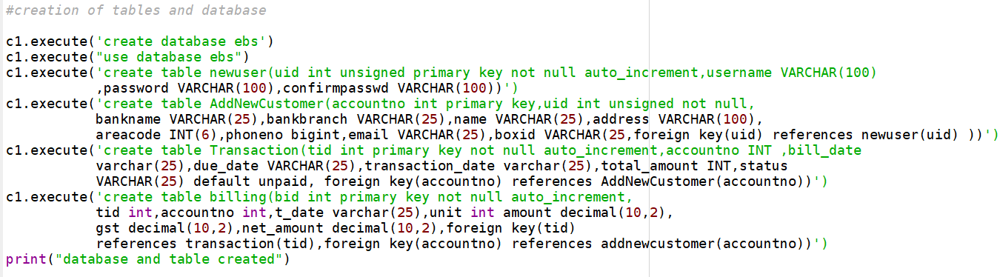 #creation of tables and database
c1.execute('create database ebs')
c1.execute("use database ebs")
c1.execute('create table newuser(uid int unsigned primary key not null auto_increment,username VARCHAR(100)
,password VARCHAR(100),confirmpasswd VARCHAR(100))')
c1.execute('create table AddNewCustomer(accountno int primary key,uid int unsigned not null,
bankname VARCHAR(25),bankbranch VARCHAR(25),name VARCHAR(25),address VARCHAR(100),
areacode INT(6),phoneno bigint,email VARCHAR(25),boxid VARCHAR(25,foreign key(uid) references newuser(uid) ))')
c1.execute('create table Transaction(tid int primary key not null auto_increment,accountno INT ,bill_date
varchar(25),due_date VARCHAR(25),transaction_date varchar(25),total_amount INT,status
VARCHAR(25) default unpaid, foreign key(accountno) references AddNewCustomer(accountno))')
c1.execute('create table billing(bid int primary key not null auto_increment,
tid int,accountno int,t_date varchar(25),unit int amount decimal(10,2),
gst decimal(10,2),net_amount decimal(10,2),foreign key(tid)
references transaction(tid),foreign key(accountno) references addnewcustomer(accountno))')
print("database and table created")